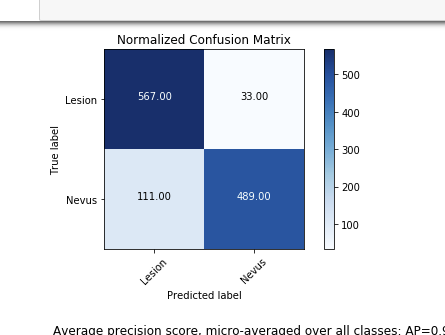 Normalized Confusion Matrix
True label
Lesion
567.00 33.00
Nevus
111.00 489.00
Lesion Nevus
Predicted label
500
400
300
200
100
Average precision score, micro-averaged over all classes: AP=0.9